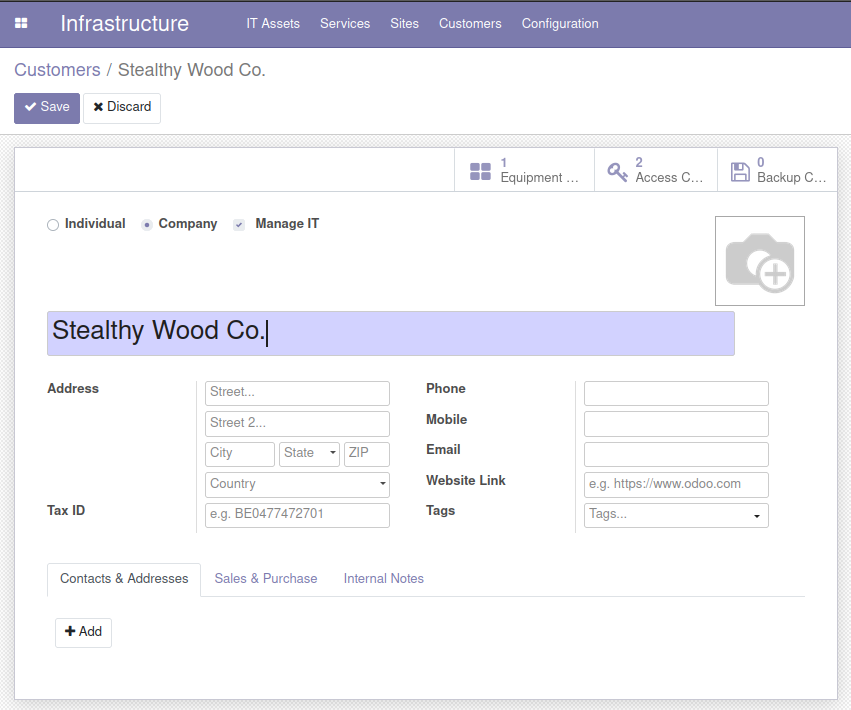 Infrastructure IT Assets Services Sites Customers Configuration
Customers / Stealthy Wood Co.
Save Discard
1 Equipment ...
2 Access C...
0 Backup C...
Individual Company Manage IT
Stealthy Wood Co.
Address
Street...
Street 2...
City State ZIP
Country
Tax ID e.g. BE0477472701
Phone
Mobile
Email
Website Link e.g. https://www.odoo.com
Tags Tags...
Contacts & Addresses Sales & Purchase Internal Notes
Add